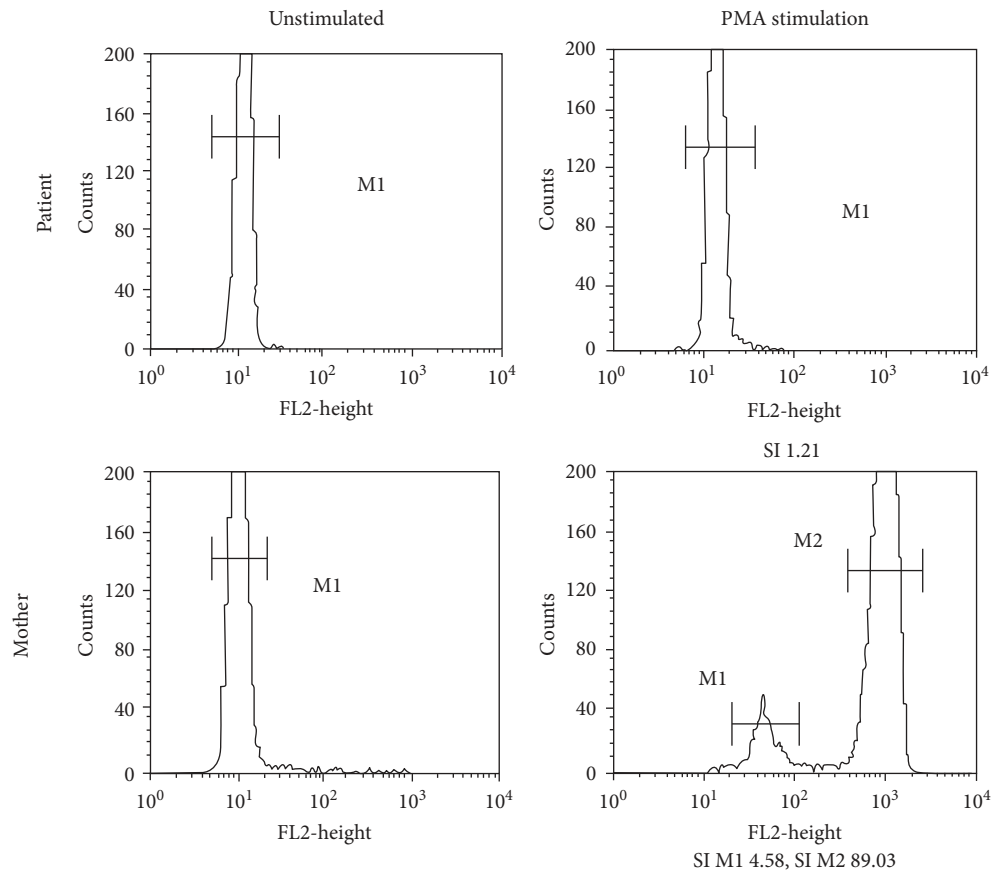 Unstimulated
PMA stimulation
Patient
Counts
200
160
120
80
40
0
M1
10⁰ 10¹ 10² 10³ 10⁴
FL2-height
Counts
200
160
120
80
40
0
M1
10⁰ 10¹ 10² 10³ 10⁴
FL2-height
SI 1.21
Mother
Counts
200
160
120
80
40
0
M1
10⁰ 10¹ 10² 10³ 10⁴
FL2-height
Counts
200
160
120
80
40
0
M2
M1
10⁰ 10¹ 10² 10³ 10⁴
FL2-height
SI M1 4.58, SI M2 89.03